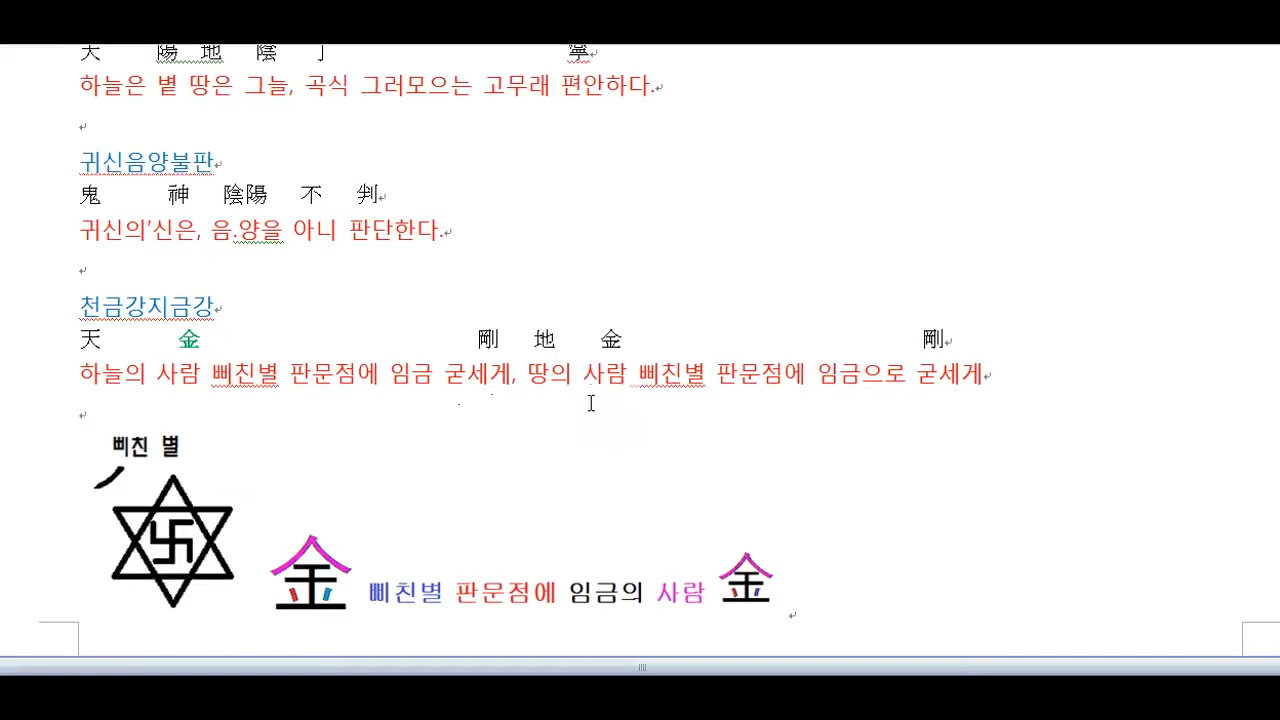 天 陽 地 陰 丁 寧
하늘은 볕 땅은 그늘, 곡식 그러모으는 고무래 편안하다.
귀신음양불판
鬼 神 陰陽 不 判
귀신의'신은, 음.양을 아니 판단한다.
천금강지금강
天 金 剛 地 金 剛
하늘의 사람 삐친별 판문점에 임금 굳세게, 땅의 사람 삐친별 판문점에 임금으로 굳세게
삐친 별
丿
卐
金 삐친별 판문점에 임금의 사람 金